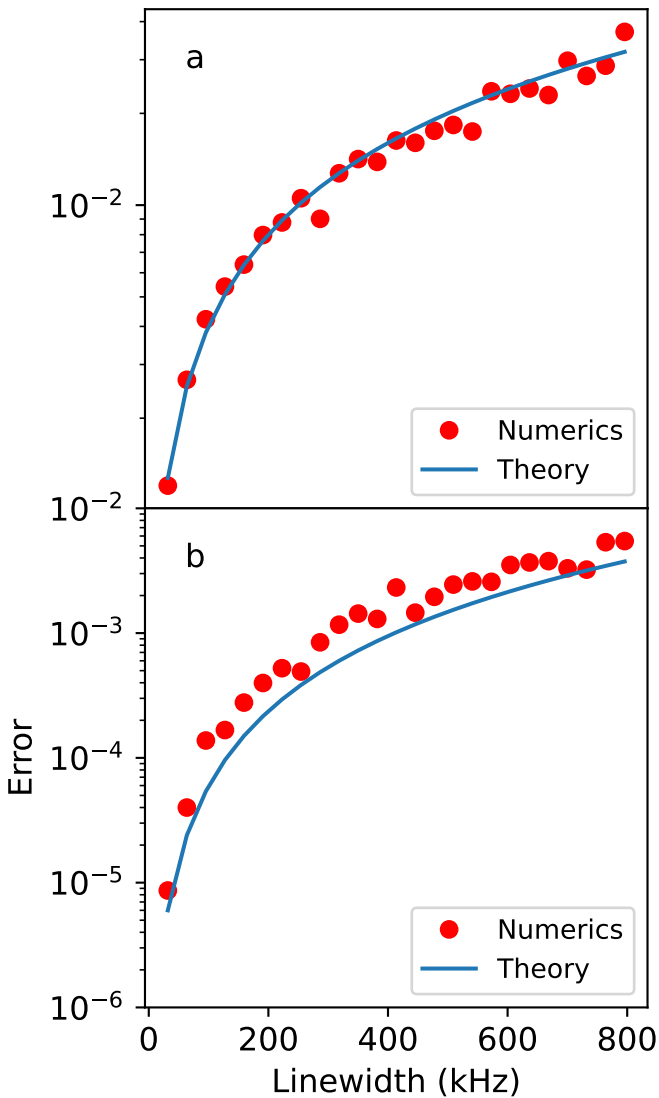 a
10⁻²
Numerics
Theory
10⁻²
b
10⁻³
10⁻⁴
10⁻⁵
10⁻⁶
Error
Numerics
Theory
0 200 400 600 800
Linewidth (kHz)